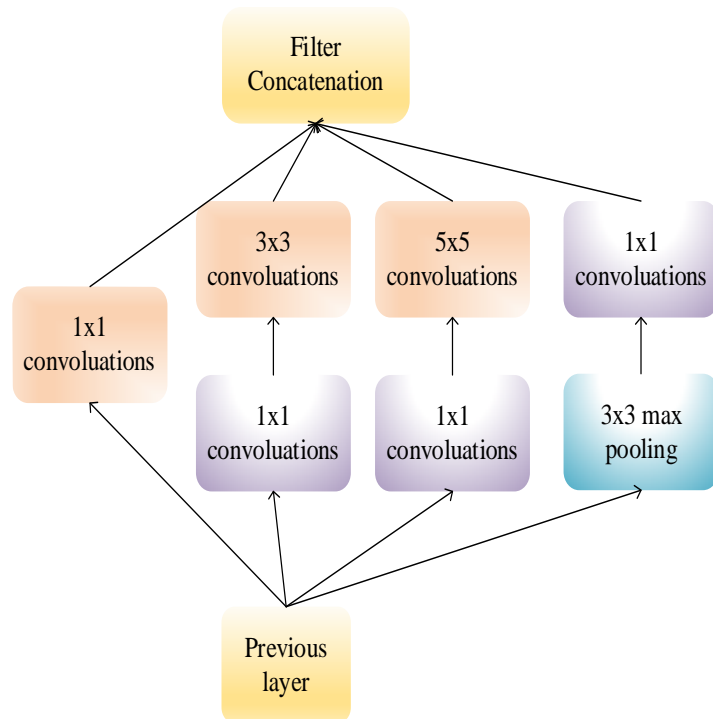 Filter
Concatenation
3x3
convoluations
5x5
convoluations
1x1
convoluations
1x1
convoluations
1x1
convoluations
1x1
convoluations
3x3 max
pooling
Previous
layer